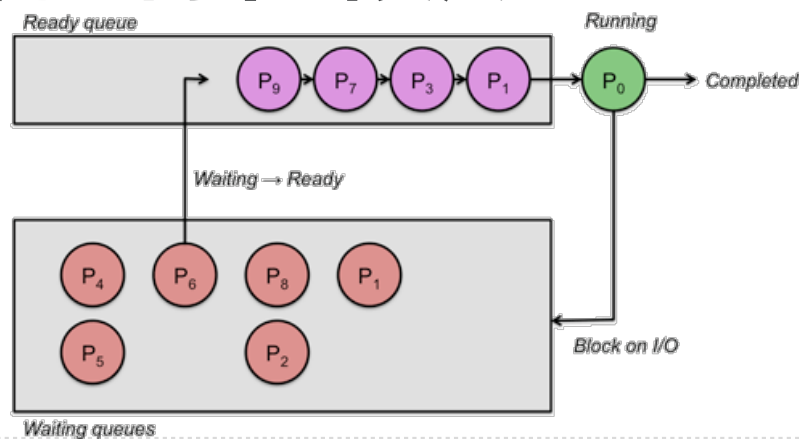 Ready queue
Running
P9 P7 P3 P1 P0 Completed
Waiting → Ready
P4 P6 P8 P1
P5 P2
Block on I/O
Waiting queues